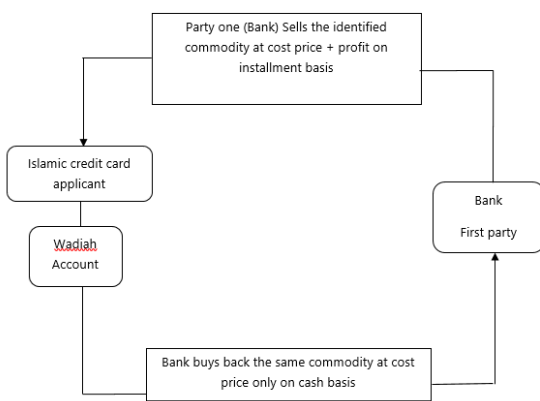 Party one (Bank) Sells the identified
commodity at cost price + profit on
installment basis
Islamic credit card
applicant
Bank
First party
Wadiah
Account
Bank buys back the same commodity at cost
price only on cash basis